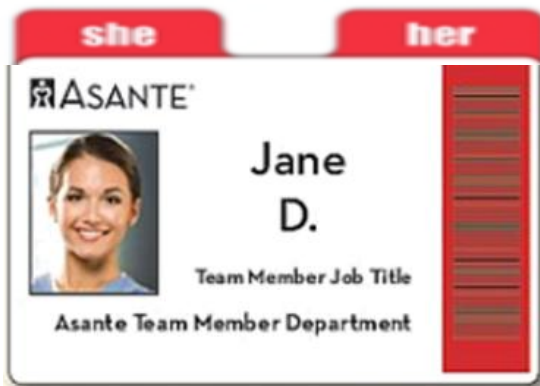 she her
ASANTE®
Jane
D.
Team Member Job Title
Asante Team Member Department